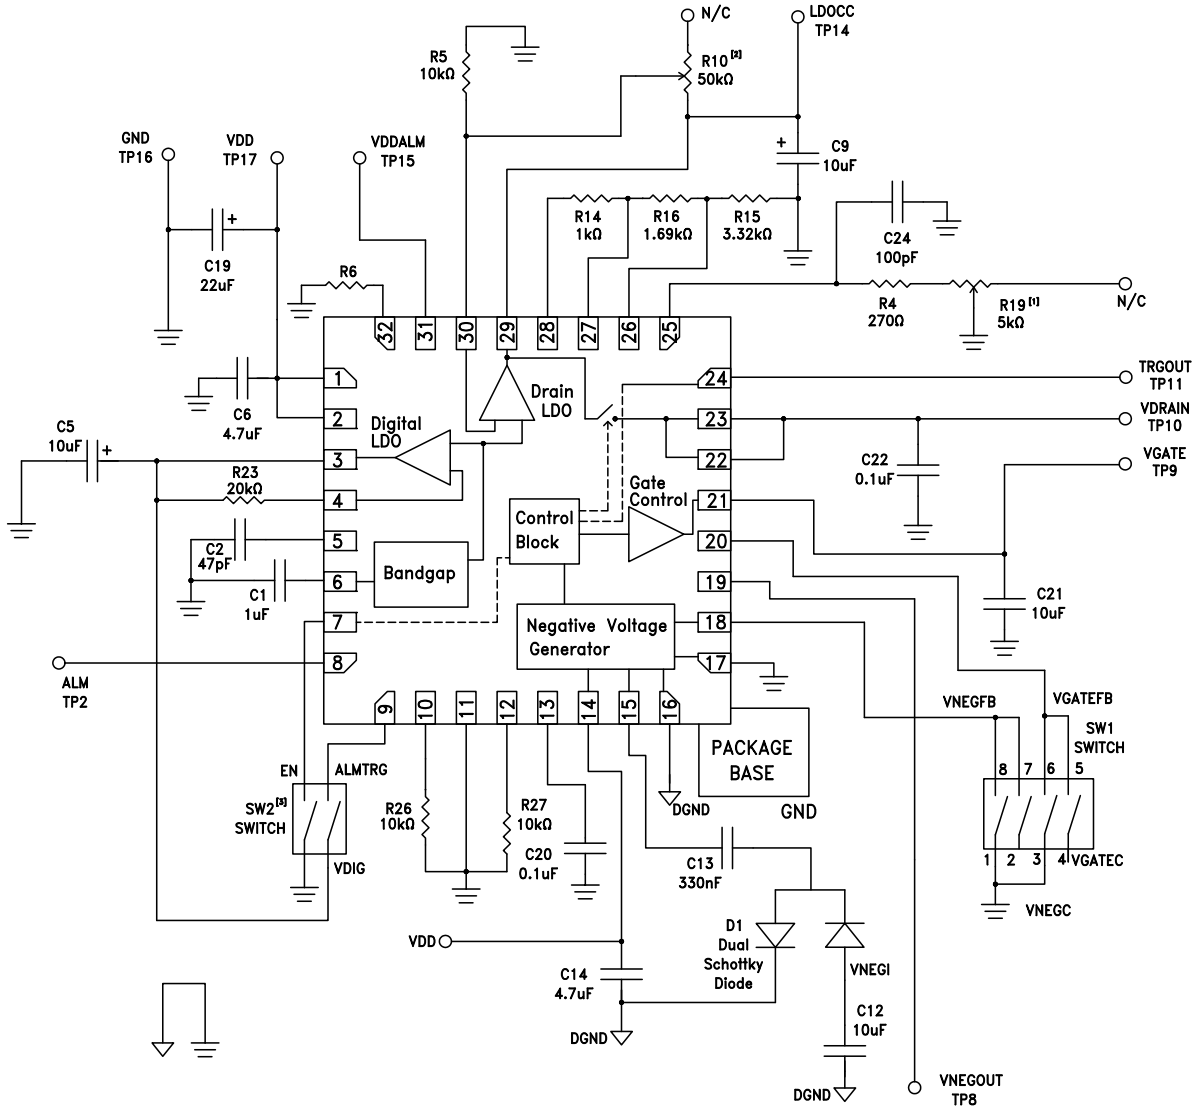 N/C
LDOCC
TP14
R5
10kΩ
R10[2]
50kΩ
GND
TP16
VDD
TP17
VDDALM
TP15
C9
10uF
C19
22uF
R14
1kΩ
R16
1.69kΩ
R15
3.32kΩ
C24
100pF
R6
R4
270Ω
R19[1]
5kΩ
N/C
32
31
30
29
28
27
26
25
1
2
3
4
5
6
7
8
24
23
22
21
20
19
18
17
9
10
11
12
13
14
15
16
Drain
LDO
Digital
LDO
Gate
Control
Control
Block
Bandgap
Negative Voltage
Generator
TRGOUT
TP11
VDRAIN
TP10
VGATE
TP9
C6
4.7uF
C5
10uF
R23
20kΩ
C2
47pF
C1
1uF
C22
0.1uF
C21
10uF
ALM
TP2
VNEGFB
VGATEFB
SW1
SWITCH
8
7
6
5
1
2
3
4
VGATEC
VNEGC
EN
ALMTRG
SW2[3]
SWITCH
VDIG
R26
10kΩ
R27
10kΩ
C20
0.1uF
DGND
PACKAGE
BASE
GND
C13
330nF
VDD
C14
4.7uF
DGND
D1
Dual
Schottky
Diode
VNEGI
C12
10uF
DGND
VNEGOUT
TP8